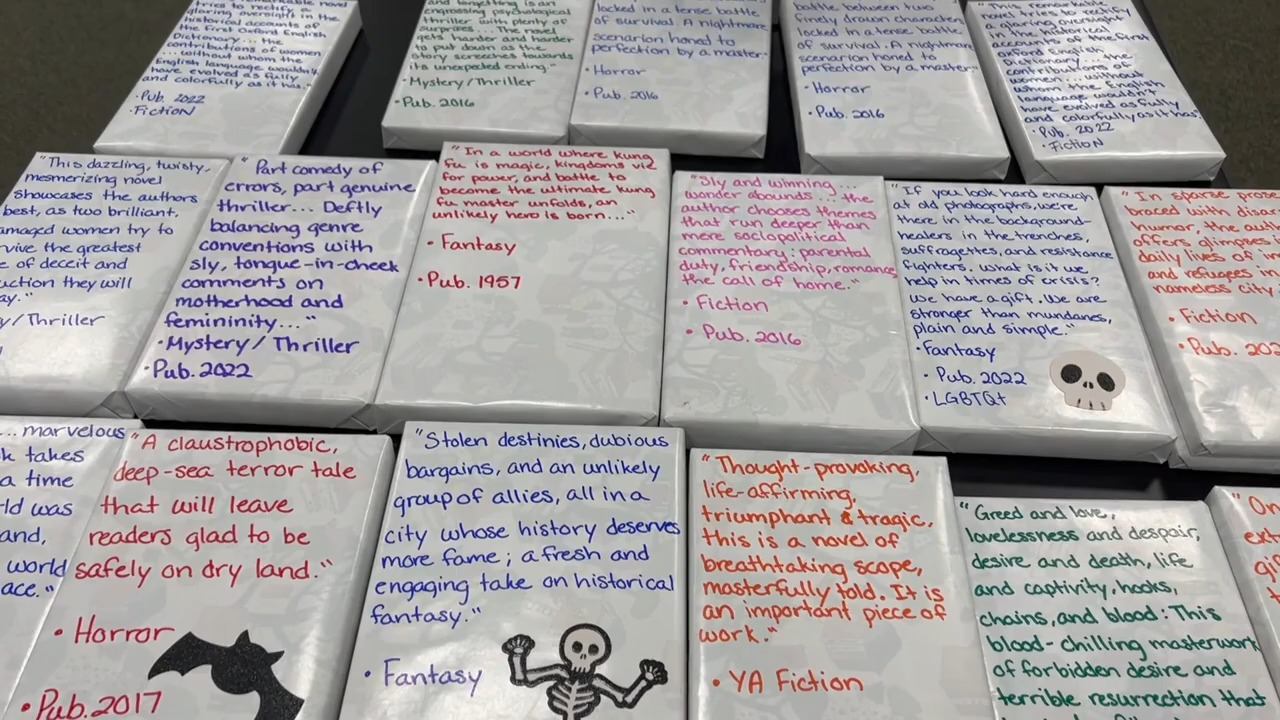 remarkable novel
tries to rectify a
glaring oversight in the
historical accounts of
the First Oxford English
Dictionary... the
contributions of women
...without whom the
English language wouldn't
have evolved as fully
and colorfully as it has."
• Pub. 2022
• Fiction
engrossing psychological
thriller with plenty of
surprises... The novel
gets harder and harder
to put down as the
story screeches towards
its unexpected ending."
• Mystery/Thriller
• Pub. 2016
locked in a tense battle
of survival. A nightmare
scenario honed to
perfection by a master"
• Horror
• Pub. 2016
battle between two
finely drawn character
locked in a tense battle
of survival. A nightmare
scenario honed to
perfection by a master"
• Horror
• Pub. 2016
"This remarkable
novel tries to rectify a
glaring oversight
in the historical
accounts of the first
oxford English
dictionary... the
contributions of
women... without
whom the English
language wouldn't
have evolved as fully
and colorfully as it has
• Pub. 2022
• Fiction
"This dazzling, twisty,
mesmerizing novel
showcases the authors
best, as two brilliant,
damaged women try to
vive the greatest
e of deceit and
uction they will
ay."
y/Thriller
"Part comedy of
errors, part genuine
thriller... Deftly
balancing genre
conventions with
sly, tongue-in-cheek
comments on
motherhood and
femininity..."
• Mystery/Thriller
• Pub. 2022
"In a world where kung
fu is magic, kingdoms vie
for power, and battle to
become the ultimate kung
fu master unfolds, an
unlikely hero is born..."
• Fantasy
• Pub. 1957
"Sly and winning...
wonder abounds... the
author chooses themes
that run deeper than
mere sociopolitical
commentary: parental
duty, friendship, romance,
the call of home."
• Fiction
• Pub. 2016
"If you look hard enough
at old photographs, we're
there in the background-
healers in the trenches,
suffragettes, and resistance
fighters. What is it we
help in times of crisis?
We have a gift. We are
stronger than mundanes,
plain and simple."
• Fantasy
• Pub. 2022
• LGBTQ+
"In sparse prose
braced with disar
humor, the auth
offers glimpses i
daily lives of im
and refugees in
nameless city.
• Fiction
• Pub. 202
... marvelous
k takes
a time
rld was
and,
world
ace."
"A claustrophobic,
deep-sea terror tale
that will leave
readers glad to be
safely on dry land."
• Horror
• Pub. 2017
"Stolen destinies, dubious
bargains, and an unlikely
group of allies, all in a
city whose history deserves
more fame; a fresh and
engaging take on historical
fantasy."
• Fantasy
"Thought-provoking,
life-affirming,
triumphant & tragic,
this is a novel of
breathtaking scope,
masterfully told. It is
an important piece of
work."
• YA Fiction
"Greed and love,
lovelessness and despair,
desire and death, life
and captivity, hooks,
chains, and blood: This
blood-chilling masterwork
of forbidden desire and
terrible resurrection that
"On
extr
gi
t